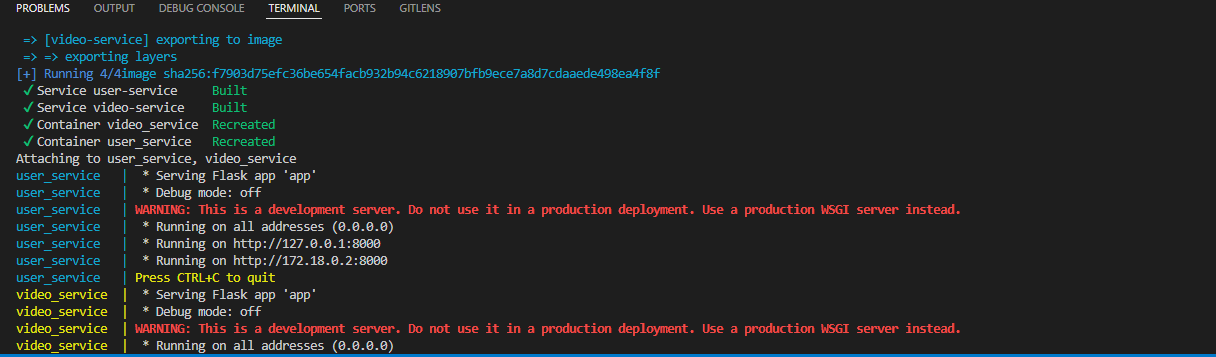 PROBLEMS OUTPUT DEBUG CONSOLE TERMINAL PORTS GITLENS
=> [video-service] exporting to image
=> => exporting layers
[+] Running 4/4image sha256:f7903d75efc36be654facb932b94c6218907bfb9ece7a8d7cdaaede498ea4f8f
✓Service user-service Built
✓Service video-service Built
✓Container video_service Recreated
✓Container user_service Recreated
Attaching to user_service, video_service
user_service | * Serving Flask app 'app'
user_service | * Debug mode: off
user_service | WARNING: This is a development server. Do not use it in a production deployment. Use a production WSGI server instead.
user_service | * Running on all addresses (0.0.0.0)
user_service | * Running on http://127.0.0.1:8000
user_service | * Running on http://172.18.0.2:8000
user_service | Press CTRL+C to quit
video_service | * Serving Flask app 'app'
video_service | * Debug mode: off
video_service | WARNING: This is a development server. Do not use it in a production deployment. Use a production WSGI server instead.
video_service | * Running on all addresses (0.0.0.0)